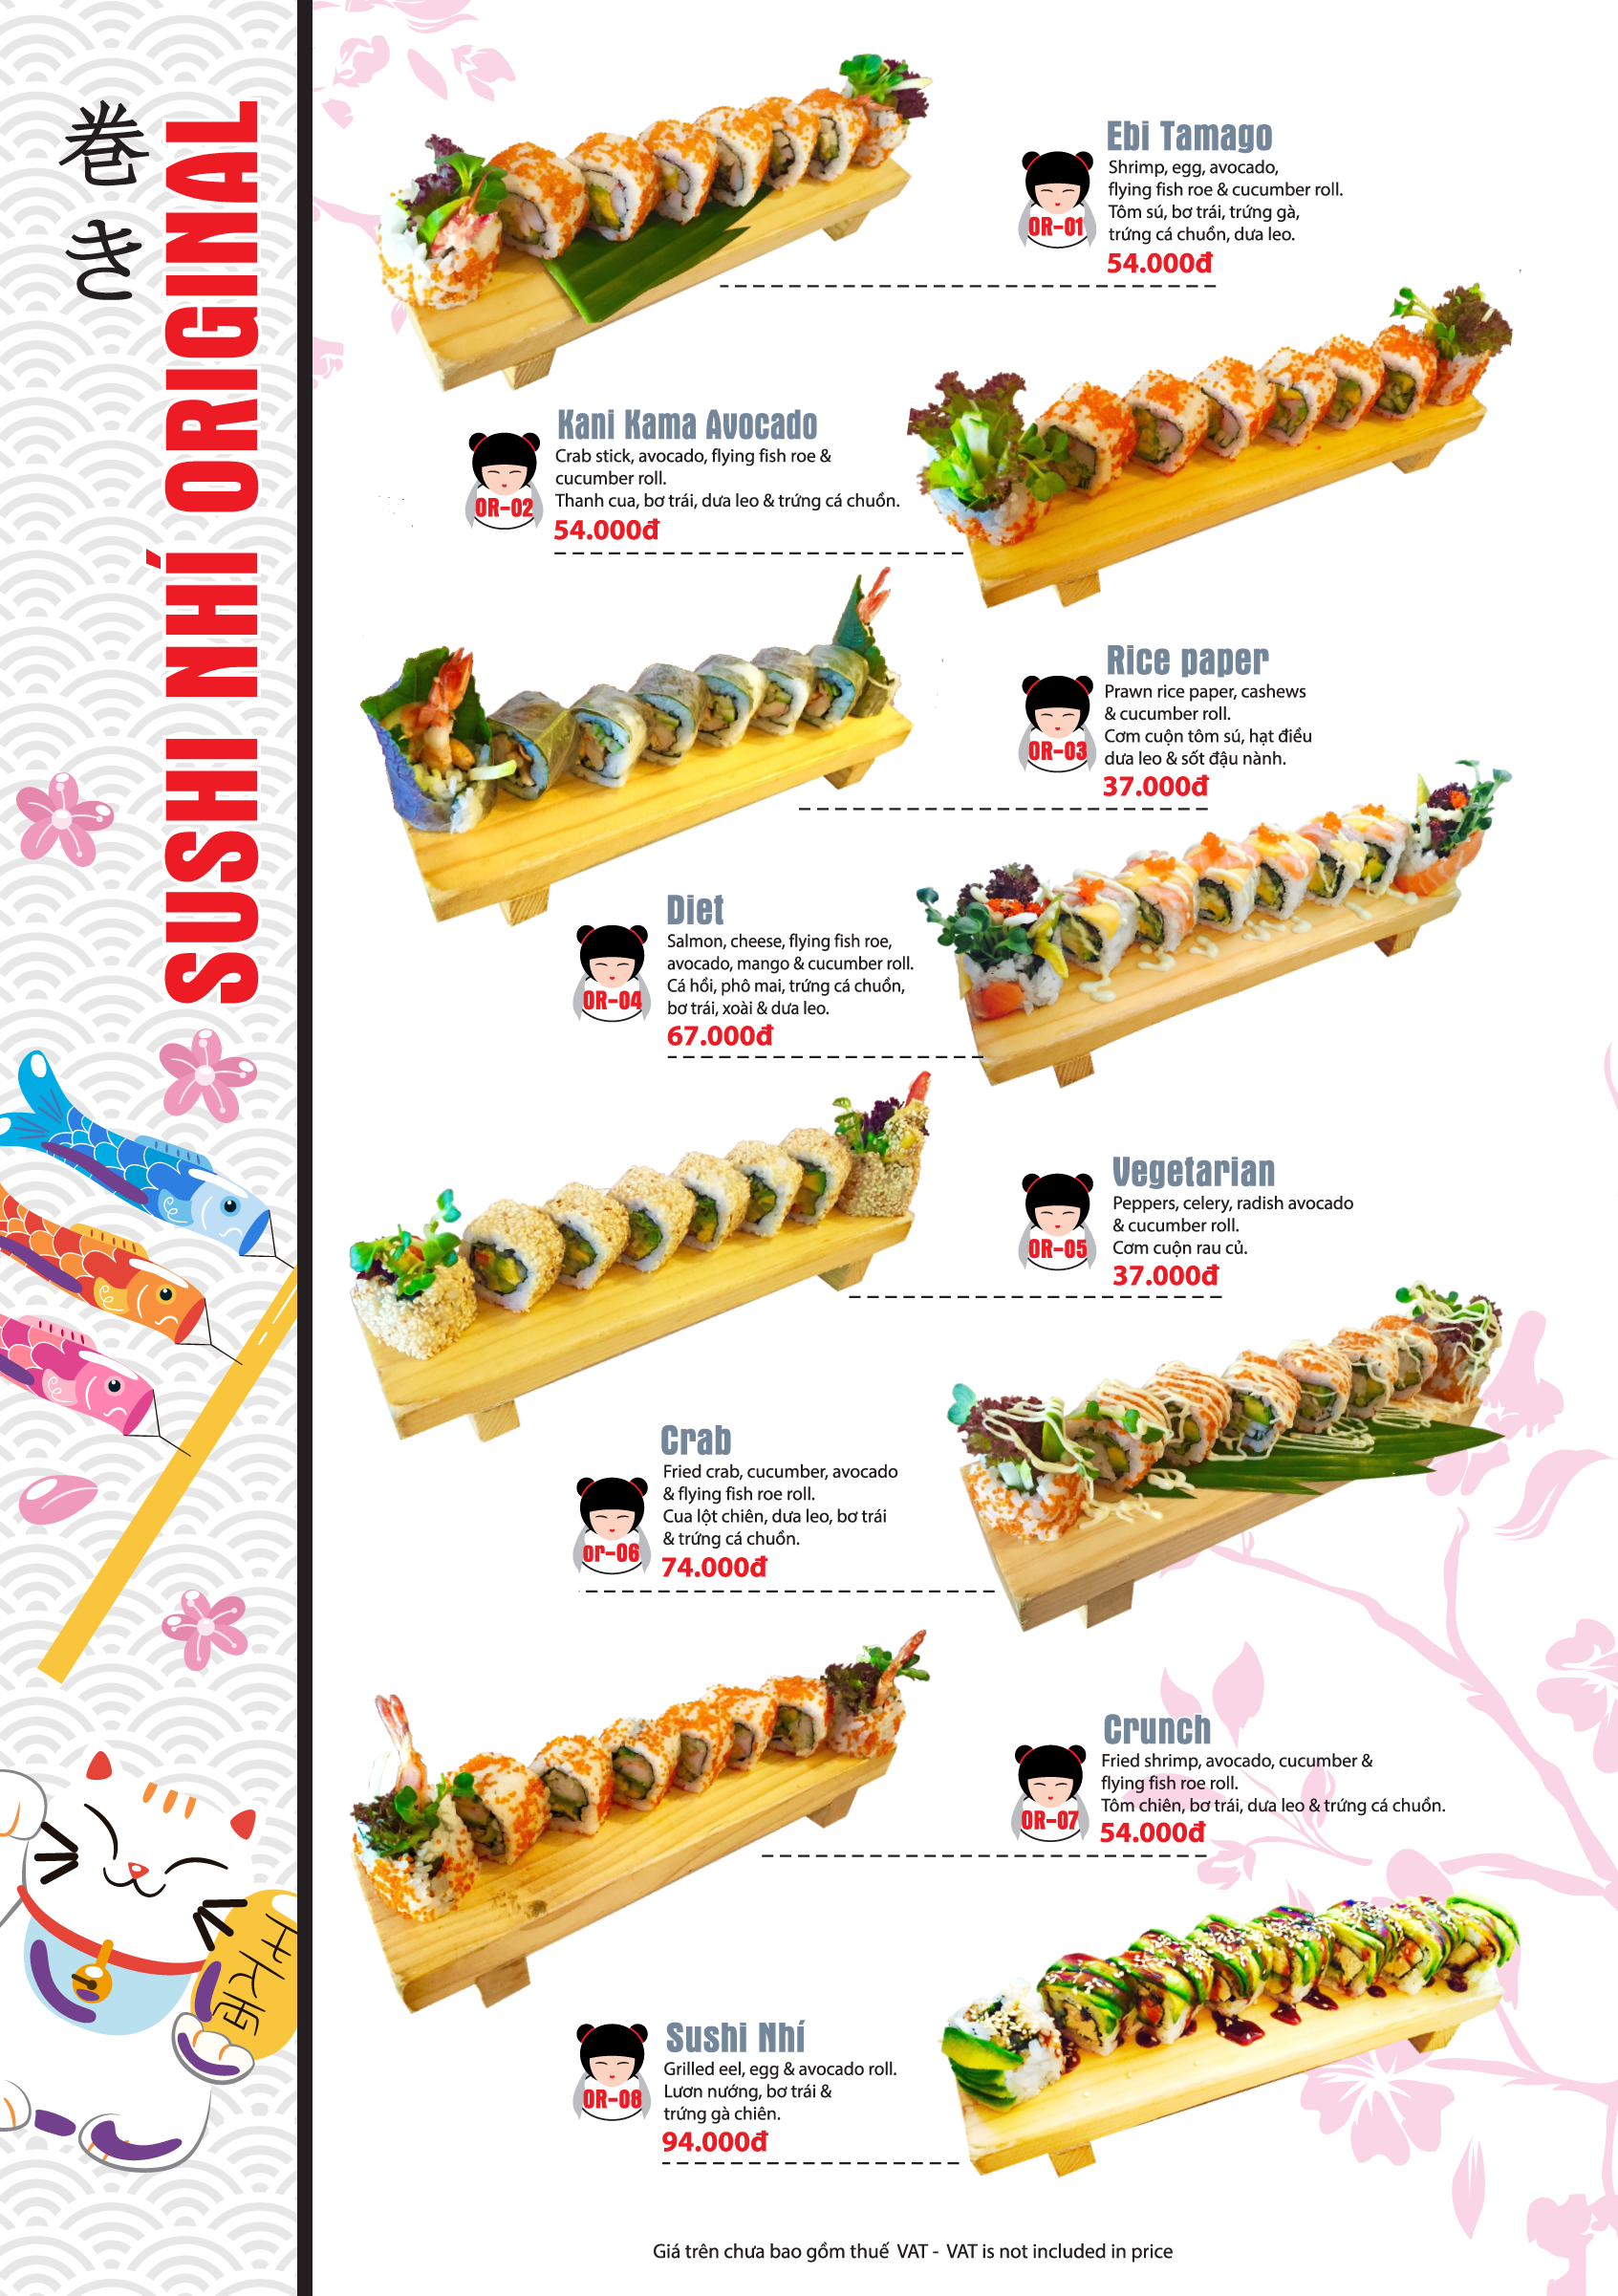 巻き
SUSHI NHÍ ORIGINAL
Ebi Tamago
OR-01
Shrimp, egg, avocado,
flying fish roe & cucumber roll.
Tôm sú, bơ trái, trứng gà,
trứng cá chuồn, dưa leo.
54.000đ
Kani Kama Avocado
OR-02
Crab stick, avocado, flying fish roe &
cucumber roll.
Thanh cua, bơ trái, dưa leo & trứng cá chuồn.
54.000đ
Rice paper
OR-03
Prawn rice paper, cashews
& cucumber roll.
Cơm cuộn tôm sú, hạt điều
dưa leo & sốt đậu nành.
37.000đ
Diet
OR-04
Salmon, cheese, flying fish roe,
avocado, mango & cucumber roll.
Cá hồi, phô mai, trứng cá chuồn,
bơ trái, xoài & dưa leo.
67.000đ
Vegetarian
OR-05
Peppers, celery, radish avocado
& cucumber roll.
Cơm cuộn rau củ.
37.000đ
Crab
or-06
Fried crab, cucumber, avocado
& flying fish roe roll.
Cua lột chiên, dưa leo, bơ trái
& trứng cá chuồn.
74.000đ
Crunch
OR-07
Fried shrimp, avocado, cucumber &
flying fish roe roll.
Tôm chiên, bơ trái, dưa leo & trứng cá chuồn.
54.000đ
Sushi Nhí
OR-08
Grilled eel, egg & avocado roll.
Lươn nướng, bơ trái &
trứng gà chiên.
94.000đ
Giá trên chưa bao gồm thuế VAT - VAT is not included in price